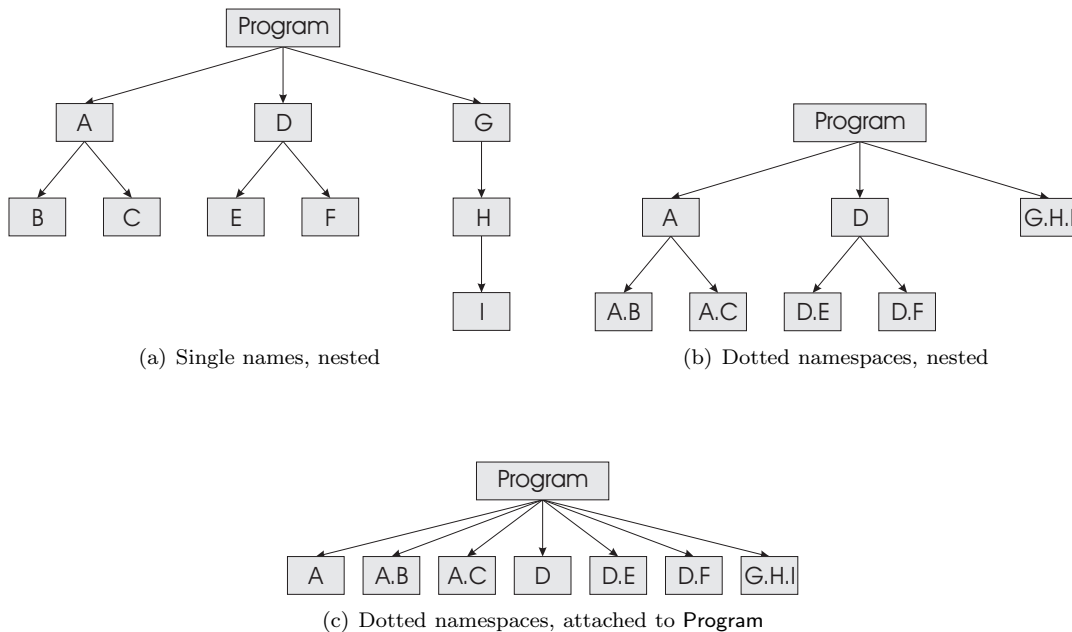 Program
A
D
G
B
C
E
F
H
I
(a) Single names, nested
Program
A
D
G.H.I
A.B
A.C
D.E
D.F
(b) Dotted namespaces, nested
Program
A
A.B
A.C
D
D.E
D.F
G.H.I
(c) Dotted namespaces, attached to Program